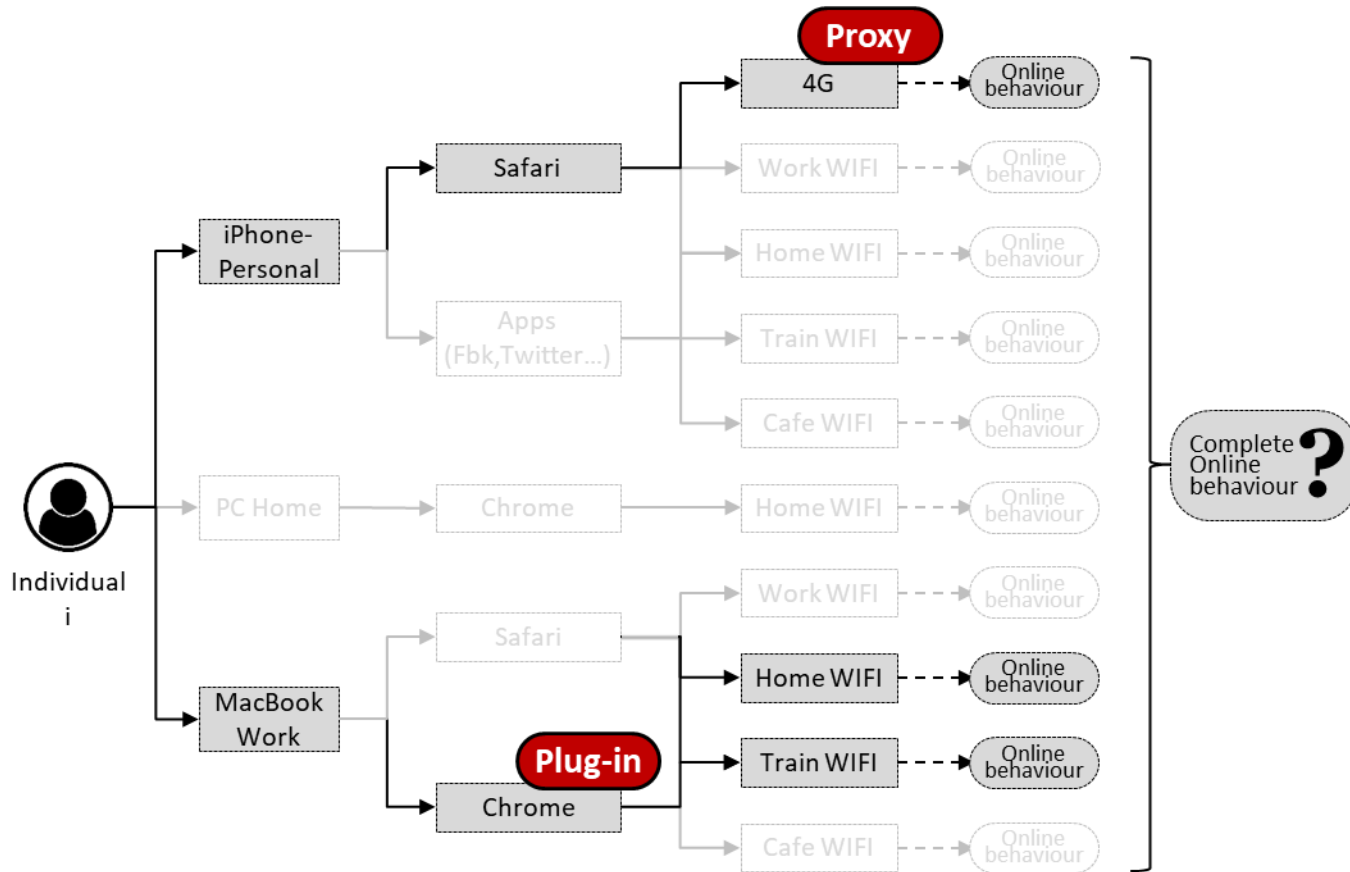 Proxy
4G
Online
behaviour
Safari
Work WIFI
Online
behaviour
iPhone-
Personal
Home WIFI
Online
behaviour
Apps
(Fbk,Twitter...)
Train WIFI
Online
behaviour
Cafe WIFI
Online
behaviour
Complete
Online
behaviour
?
PC Home
Chrome
Home WIFI
Online
behaviour
Individual
i
Work WIFI
Online
behaviour
Safari
Home WIFI
Online
behaviour
MacBook
Work
Plug-in
Train WIFI
Online
behaviour
Chrome
Cafe WIFI
Online
behaviour